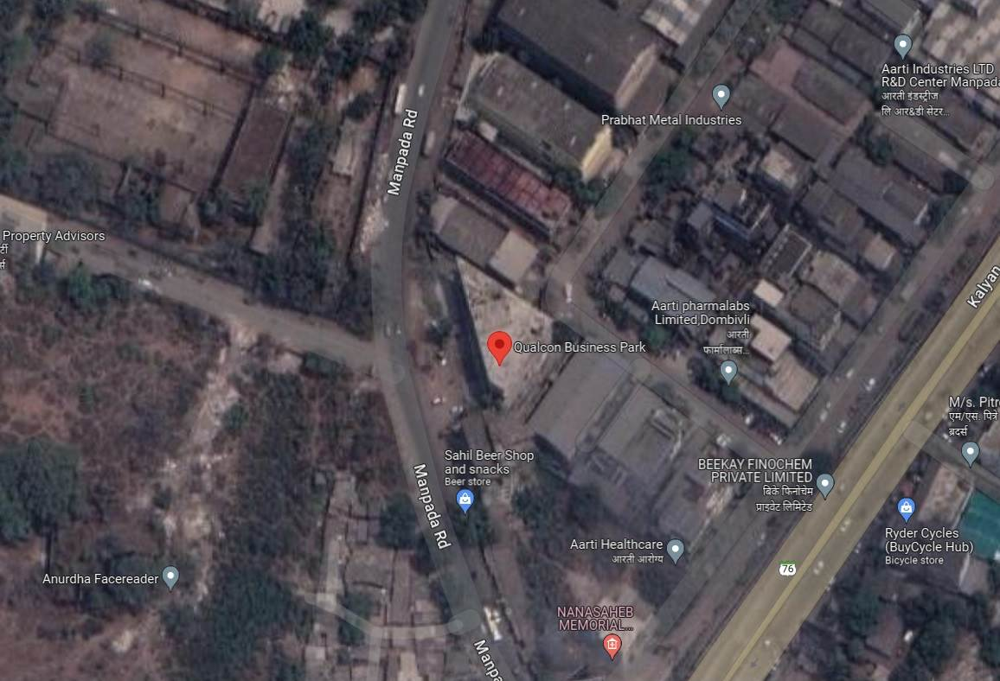 Aarti Industries LTD
R&D Center Manpada
आरती इंडस्ट्रीज
लि आर&डी सेंटर...
Prabhat Metal Industries
Manpada Rd
Property Advisors
Kalyan
Aarti pharmalabs
Limited,Dombivli
आरती
फार्मालाब्स...
Qualcon Business Park
M/s. Pitr
एम/एस. पित्रे
ब्रदर्स
Sahil Beer Shop
and snacks
Beer store
BEEKAY FINOCHEM
PRIVATE LIMITED
बिके फिनोचेम
प्राइवेट लिमिटेड
Manpada Rd
Ryder Cycles
(BuyCycle Hub)
Bicycle store
Aarti Healthcare
आरती आरोग्य
76
Anurdha Facereader
NANASAHEB
MEMORIAL...
Manpa